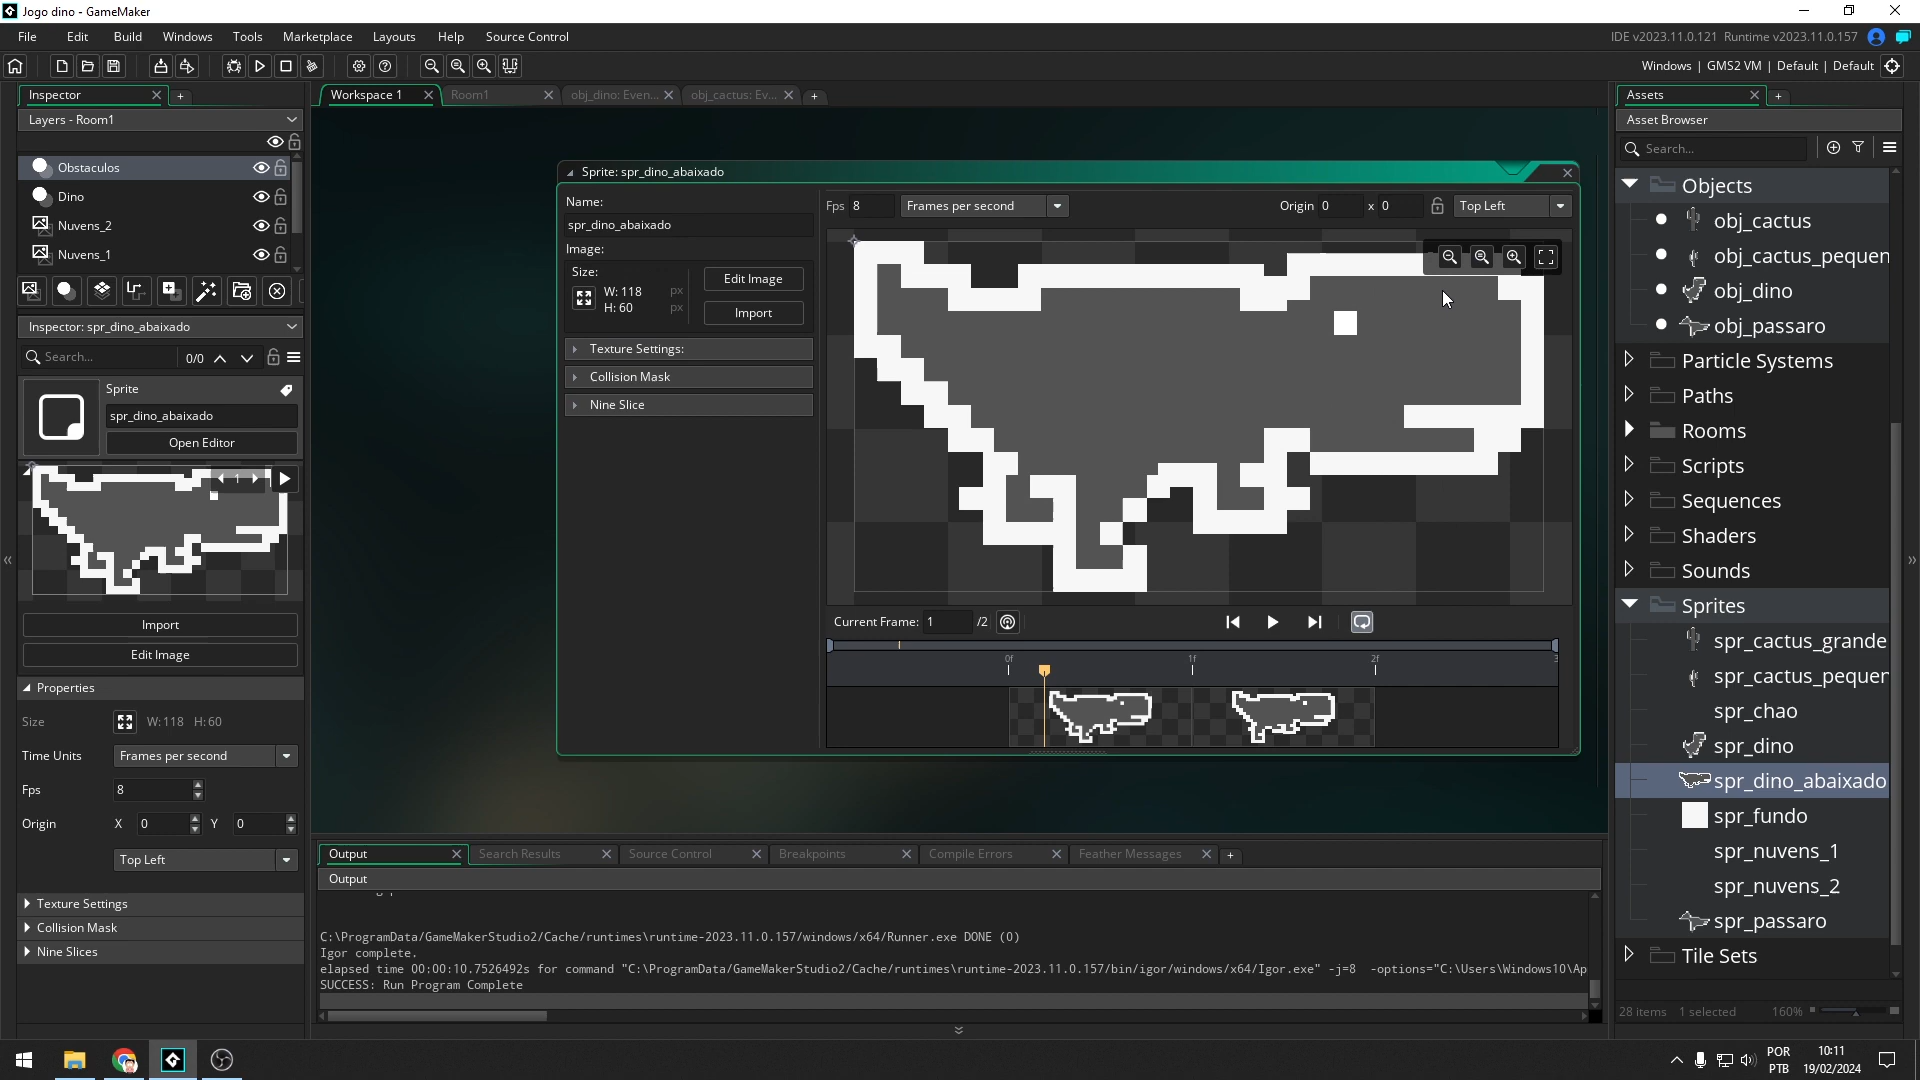 Jogo dino - GameMaker
File Edit Build Windows Tools Marketplace Layouts Help Source Control
IDE v2023.11.0.121 Runtime v2023.11.0.157
Windows | GMS2 VM | Default | Default
Inspector
Layers - Room1
Obstaculos
Dino
Nuvens_2
Nuvens_1
Inspector: spr_dino_abaixado
Search... 0/0
Sprite
spr_dino_abaixado
Open Editor
1
Import
Edit Image
Properties
Size W:118 H:60
Time Units Frames per second
Fps 8
Origin X 0 Y 0
Top Left
Texture Settings
Collision Mask
Nine Slices
Workspace 1 Room1 obj_dino: Even... obj_cactus: Ev...
Sprite: spr_dino_abaixado
Name:
spr_dino_abaixado
Image:
Size:
W: 118 px
H: 60 px
Edit Image
Import
Texture Settings:
Collision Mask
Nine Slice
Fps 8 Frames per second Origin 0 x 0 Top Left
Current Frame: 1 /2
0f 1f 2f 3
Output Search Results Source Control Breakpoints Compile Errors Feather Messages
Output
C:\ProgramData/GameMakerStudio2/Cache/runtimes\runtime-2023.11.0.157/windows/x64/Runner.exe DONE (0)
Igor complete.
elapsed time 00:00:10.7526492s for command "C:\ProgramData/GameMakerStudio2/Cache/runtimes\runtime-2023.11.0.157/bin/igor/windows/x64/Igor.exe" -j=8 -options="C:\Users\Windows10\Ap
SUCCESS: Run Program Complete
Assets
Asset Browser
Search...
Objects
obj_cactus
obj_cactus_pequen
obj_dino
obj_passaro
Particle Systems
Paths
Rooms
Scripts
Sequences
Shaders
Sounds
Sprites
spr_cactus_grande
spr_cactus_pequen
spr_chao
spr_dino
spr_dino_abaixado
spr_fundo
spr_nuvens_1
spr_nuvens_2
spr_passaro
Tile Sets
28 items 1 selected 160%
POR
PTB
10:11
19/02/2024